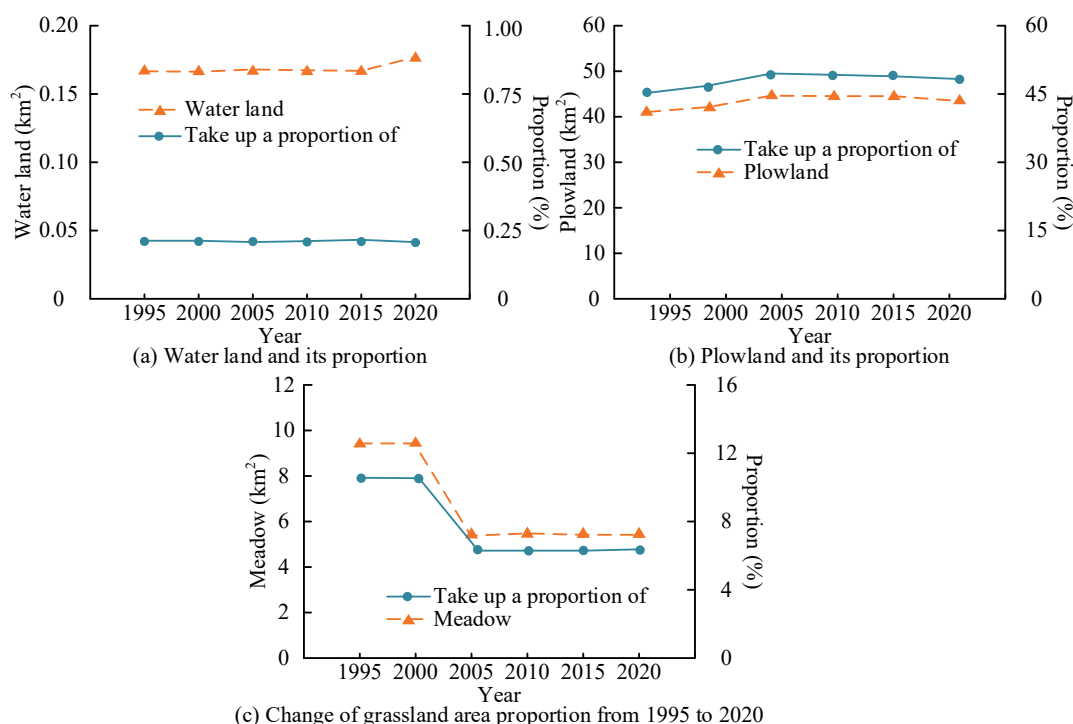 0.20
0.15
0.10
0.05
0
Water land (km²)
1.00
0.75
0.50
0.25
0
Proportion (%)
Water land
Take up a proportion of
1995 2000 2005 2010 2015 2020
Year
(a) Water land and its proportion
60
50
40
30
20
10
0
Plowland (km²)
60
45
30
15
0
Proportion (%)
Take up a proportion of
Plowland
1995 2000 2005 2010 2015 2020
Year
(b) Plowland and its proportion
12
10
8
6
4
2
0
Meadow (km²)
16
12
8
4
0
Proportion (%)
Take up a proportion of
Meadow
1995 2000 2005 2010 2015 2020
Year
(c) Change of grassland area proportion from 1995 to 2020